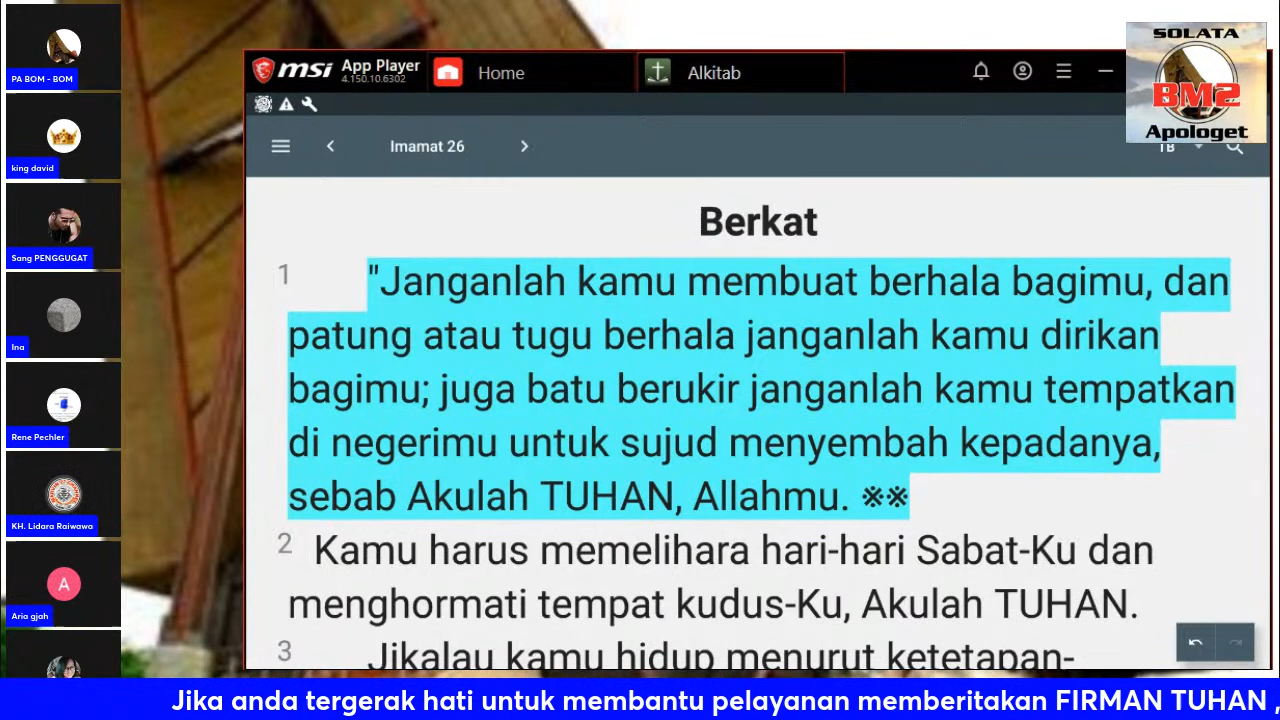 PA BOM - BOM
king david
Sang PENGGUGAT
Ina
Rene Pechler
KH. Lidara Raiwawa
A
Aria gjah
msi App Player
4.150.10.6302
Home
Alkitab
SOLATA
BM2
Apologet
Imamat 26
TB
Berkat
1 "Janganlah kamu membuat berhala bagimu, dan
patung atau tugu berhala janganlah kamu dirikan
bagimu; juga batu berukir janganlah kamu tempatkan
di negerimu untuk sujud menyembah kepadanya,
sebab Akulah TUHAN, Allahmu. ※※
2 Kamu harus memelihara hari-hari Sabat-Ku dan
menghormati tempat kudus-Ku, Akulah TUHAN.
3 Jikalau kamu hidup menurut ketetapan-
Jika anda tergerak hati untuk membantu pelayanan memberitakan FIRMAN TUHAN ,